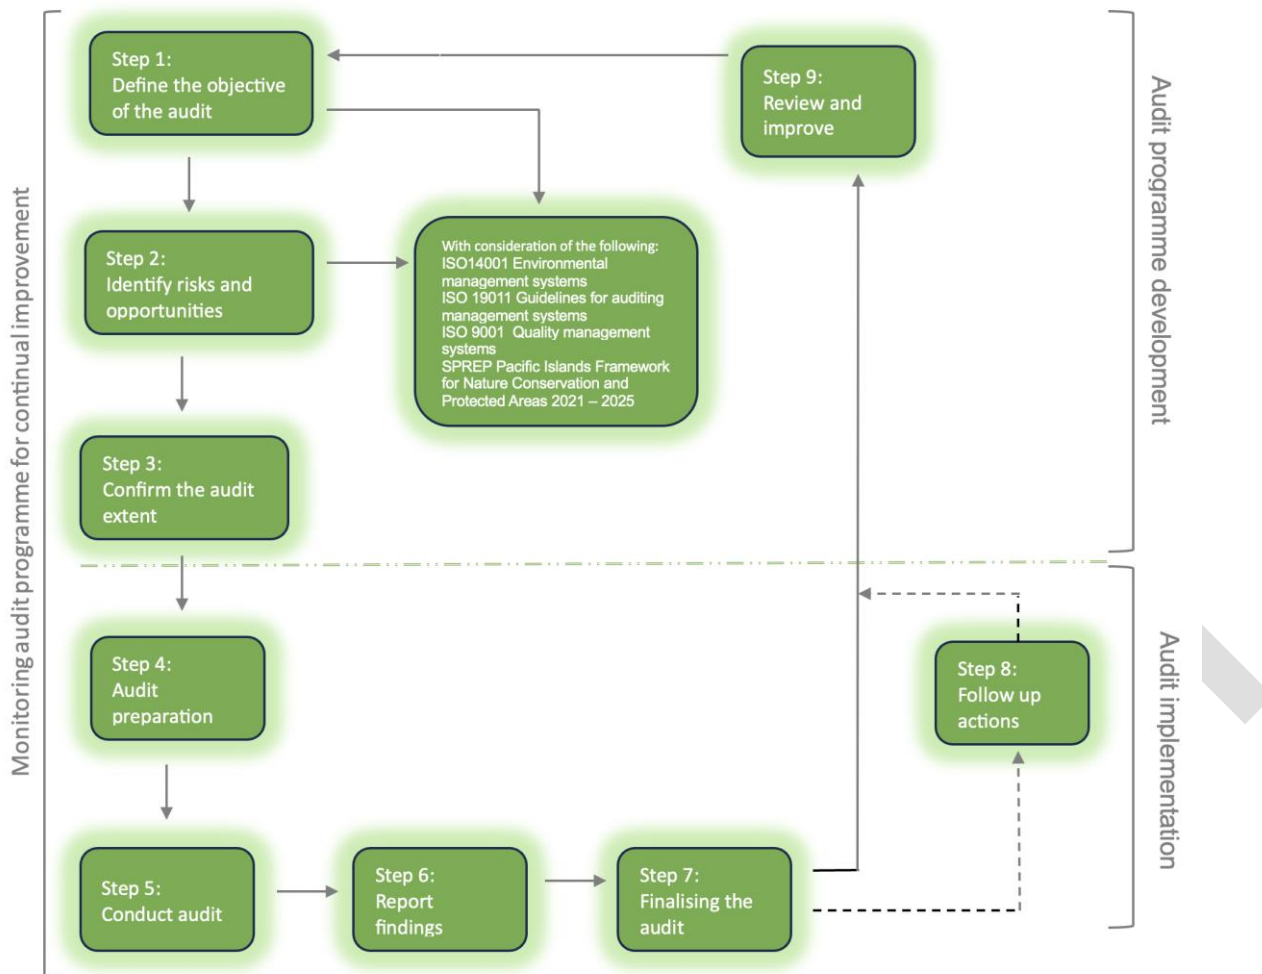 Monitoring audit programme for continual improvement
Step 1:
Define the objective
of the audit
Step 9:
Review and
improve
Audit programme development
Step 2:
Identify risks and
opportunities
With consideration of the following:
ISO14001 Environmental
management systems
ISO 19011 Guidelines for auditing
management systems
ISO 9001 Quality management
systems
SPREP Pacific Islands Framework
for Nature Conservation and
Protected Areas 2021 – 2025
Step 3:
Confirm the audit
extent
Step 4:
Audit
preparation
Step 8:
Follow up
actions
Audit implementation
Step 5:
Conduct audit
Step 6:
Report
findings
Step 7:
Finalising the
audit